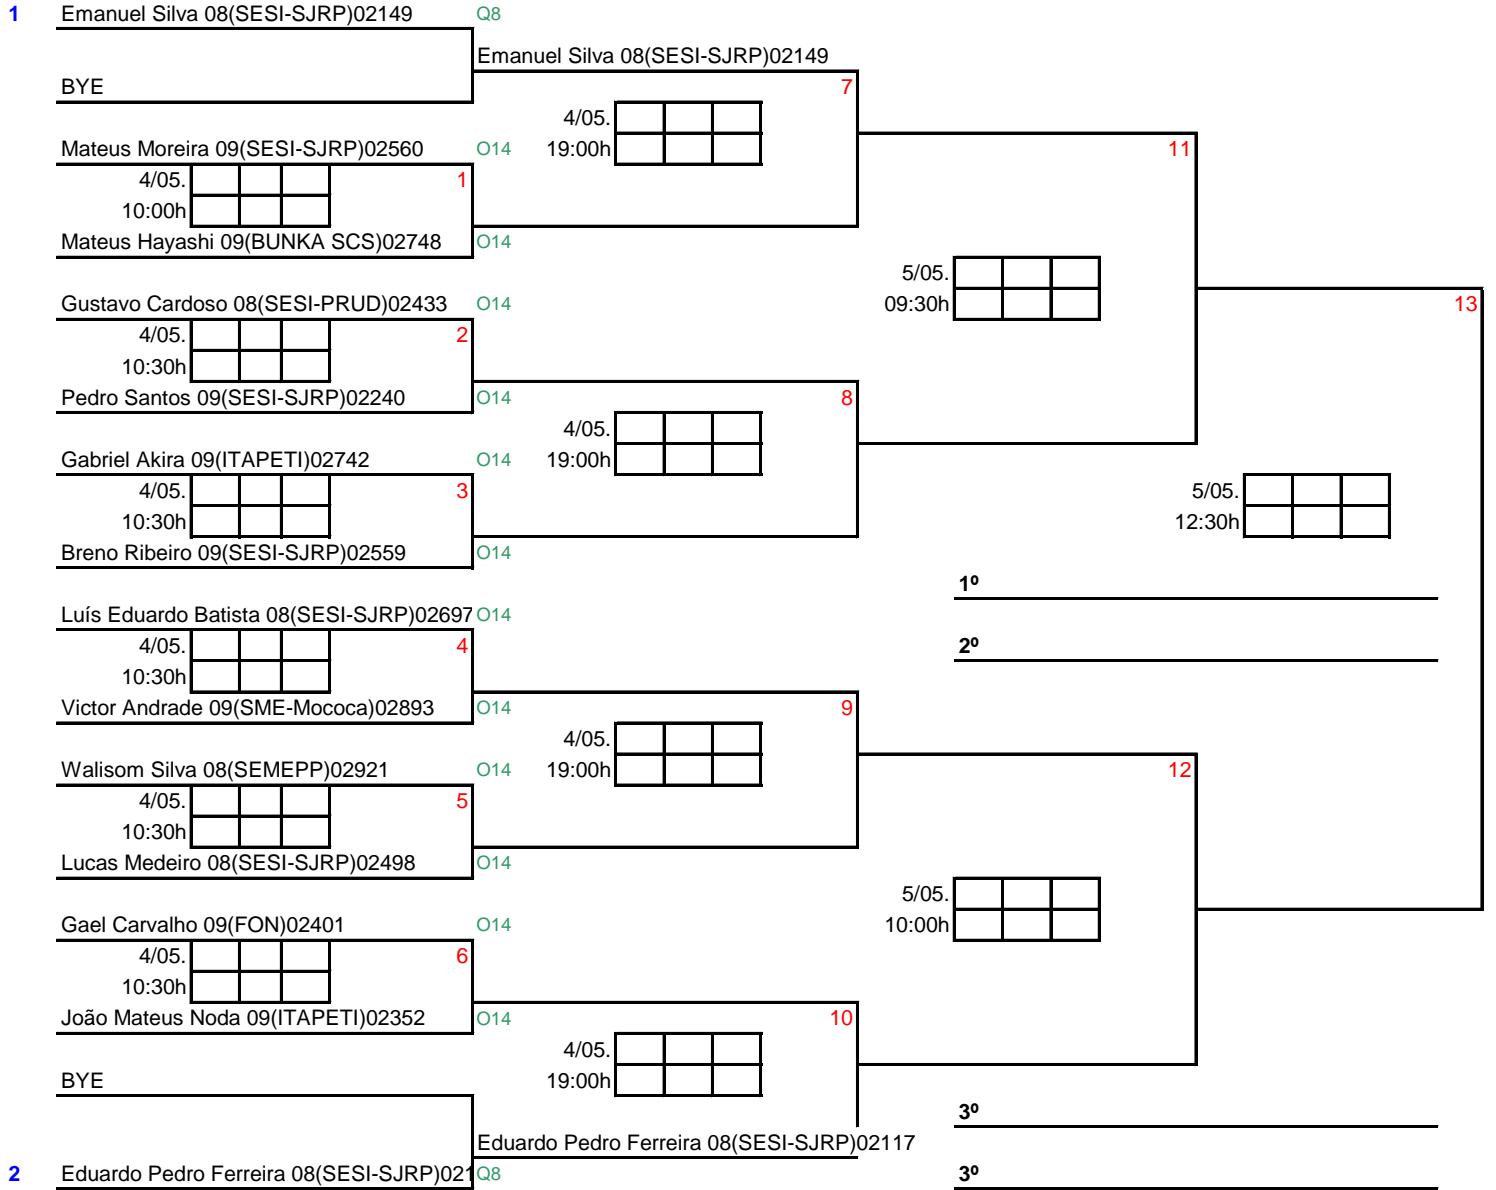 1 Emanuel Silva 08(SESI-SJRP)02149 Q8
Emanuel Silva 08(SESI-SJRP)02149
BYE 7
4/05.
Mateus Moreira 09(SESI-SJRP)02560 O14 19:00h 11
4/05. 1
10:00h
Mateus Hayashi 09(BUNKA SCS)02748 O14
5/05.
Gustavo Cardoso 08(SESI-PRUD)02433 O14 09:30h 13
4/05. 2
10:30h
Pedro Santos 09(SESI-SJRP)02240 O14 8
4/05.
Gabriel Akira 09(ITAPETI)02742 O14 19:00h
4/05. 3 5/05.
10:30h 12:30h
Breno Ribeiro 09(SESI-SJRP)02559 O14
1º
Luís Eduardo Batista 08(SESI-SJRP)02697 O14
4/05. 4 2º
10:30h
Victor Andrade 09(SME-Mococa)02893 O14 9
4/05.
Walisom Silva 08(SEMEPP)02921 O14 19:00h 12
4/05. 5
10:30h
Lucas Medeiro 08(SESI-SJRP)02498 O14
5/05.
Gael Carvalho 09(FON)02401 O14 10:00h
4/05. 6
10:30h
João Mateus Noda 09(ITAPETI)02352 O14 10
4/05.
BYE 19:00h
3º
Eduardo Pedro Ferreira 08(SESI-SJRP)02117
2 Eduardo Pedro Ferreira 08(SESI-SJRP)021 Q8 3º